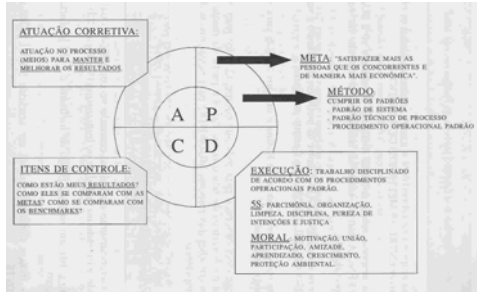 ATUAÇÃO CORRETIVA:
ATUAÇÃO NO PROCESSO
(MEIOS) PARA MANTER E
MELHORAR OS RESULTADOS.
META: "SATISFAZER MAIS AS
PESSOAS QUE OS CONCORRENTES E
DE MANEIRA MAIS ECONÔMICA".
MÉTODO:
CUMPRIR OS PADRÕES
. PADRÃO DE SISTEMA
. PADRÃO TÉCNICO DE PROCESSO
. PROCEDIMENTO OPERACIONAL PADRÃO
A P
C D
ITENS DE CONTROLE:
COMO ESTÃO MEUS RESULTADOS?
COMO ELES SE COMPARAM COM AS
METAS? COMO SE COMPARAM COM
OS BENCHMARKS?
EXECUÇÃO: TRABALHO DISCIPLINADO
DE ACORDO COM OS PROCEDIMENTOS
OPERACIONAIS PADRÃO.
5S: PARCIMÔNIA, ORGANIZAÇÃO,
LIMPEZA, DISCIPLINA, PUREZA DE
INTENÇÕES E JUSTIÇA
MORAL: MOTIVAÇÃO, UNIÃO,
PARTICIPAÇÃO, AMIZADE,
APRENDIZADO, CRESCIMENTO,
PROTEÇÃO AMBIENTAL.